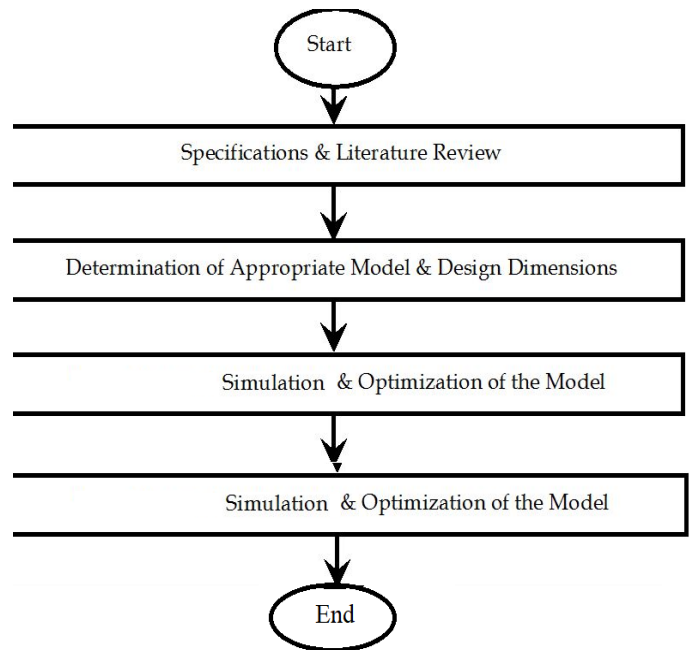 Start
Specifications & Literature Review
Determination of Appropriate Model & Design Dimensions
Simulation & Optimization of the Model
Simulation & Optimization of the Model
End